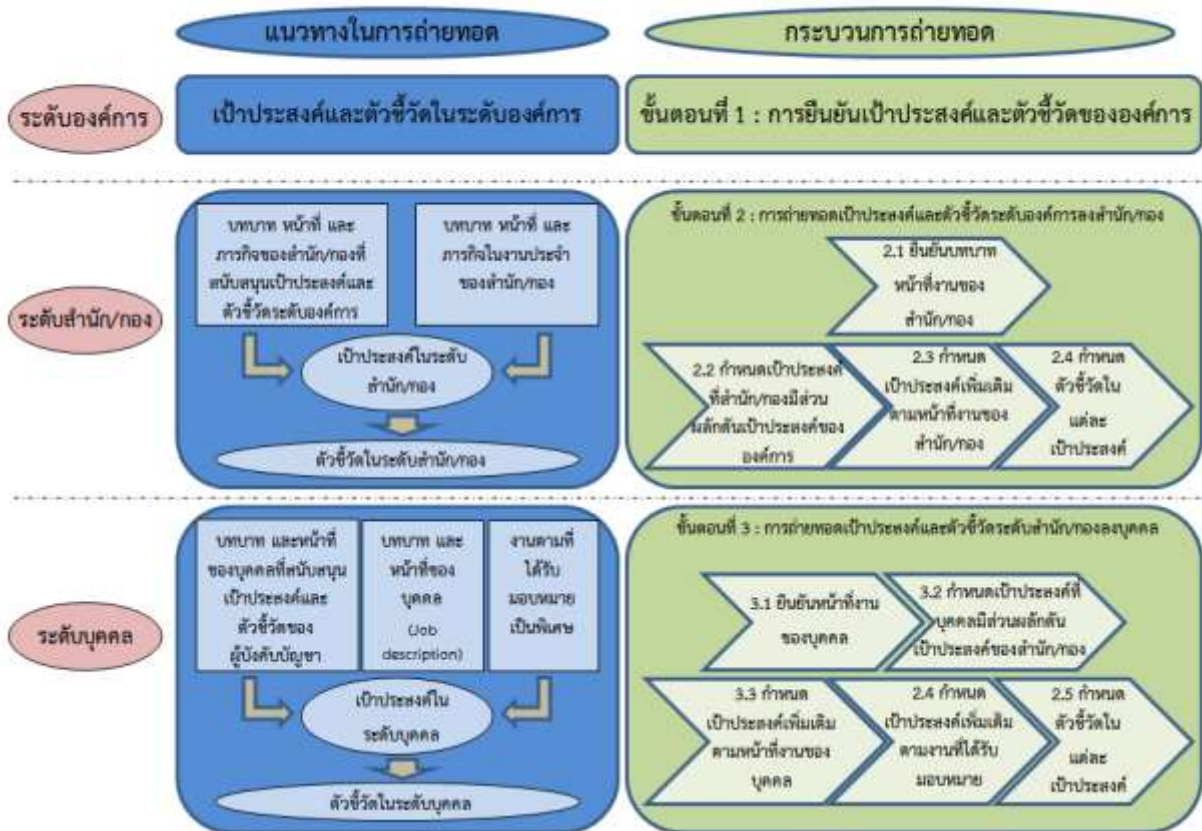 แนวทางในการถ่ายทอด
กระบวนการถ่ายทอด
ระดับองค์การ
เป้าประสงค์และตัวชี้วัดในระดับองค์การ
ขั้นตอนที่ 1 : การยืนยันเป้าประสงค์และตัวชี้วัดขององค์การ
ระดับสำนัก/กอง
บทบาท หน้าที่ และ
ภารกิจของสำนัก/กองที่
สนับสนุนเป้าประสงค์และ
ตัวชี้วัดระดับองค์การ
บทบาท หน้าที่ และ
ภารกิจในงานประจำ
ของสำนัก/กอง
เป้าประสงค์ในระดับ
สำนัก/กอง
ตัวชี้วัดในระดับสำนัก/กอง
ขั้นตอนที่ 2 : การถ่ายทอดเป้าประสงค์และตัวชี้วัดระดับองค์การลงสำนัก/กอง
2.1 ยืนยันบทบาท
หน้าที่งานของ
สำนัก/กอง
2.2 กำหนดเป้าประสงค์
ที่สำนัก/กองมีส่วน
ผลักดันเป้าประสงค์ของ
องค์การ
2.3 กำหนด
เป้าประสงค์เพิ่มเติม
ตามหน้าที่งานของ
สำนัก/กอง
2.4 กำหนด
ตัวชี้วัดใน
แต่ละ
เป้าประสงค์
ระดับบุคคล
บทบาท และหน้าที่
ของบุคคลที่สนับสนุน
เป้าประสงค์และ
ตัวชี้วัดของ
ผู้บังคับบัญชา
บทบาท และ
หน้าที่ของ
บุคคล
(Job
description)
งานตามที่
ได้รับ
มอบหมาย
เป็นพิเศษ
เป้าประสงค์ใน
ระดับบุคคล
ตัวชี้วัดในระดับบุคคล
ขั้นตอนที่ 3 : การถ่ายทอดเป้าประสงค์และตัวชี้วัดระดับสำนัก/กองลงบุคคล
3.1 ยืนยันหน้าที่งาน
ของบุคคล
3.2 กำหนดเป้าประสงค์ที่
บุคคลมีส่วนผลักดัน
เป้าประสงค์ของสำนัก/กอง
3.3 กำหนด
เป้าประสงค์เพิ่มเติม
ตามหน้าที่งานของ
บุคคล
2.4 กำหนด
เป้าประสงค์เพิ่มเติม
ตามงานที่ได้รับ
มอบหมาย
2.5 กำหนด
ตัวชี้วัดใน
แต่ละ
เป้าประสงค์